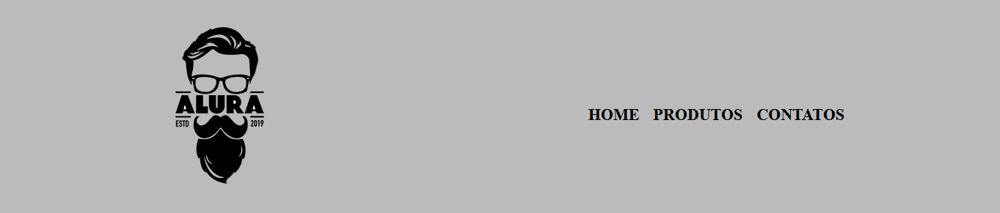 ALURA
ESTD 2019
HOME PRODUTOS CONTATOS